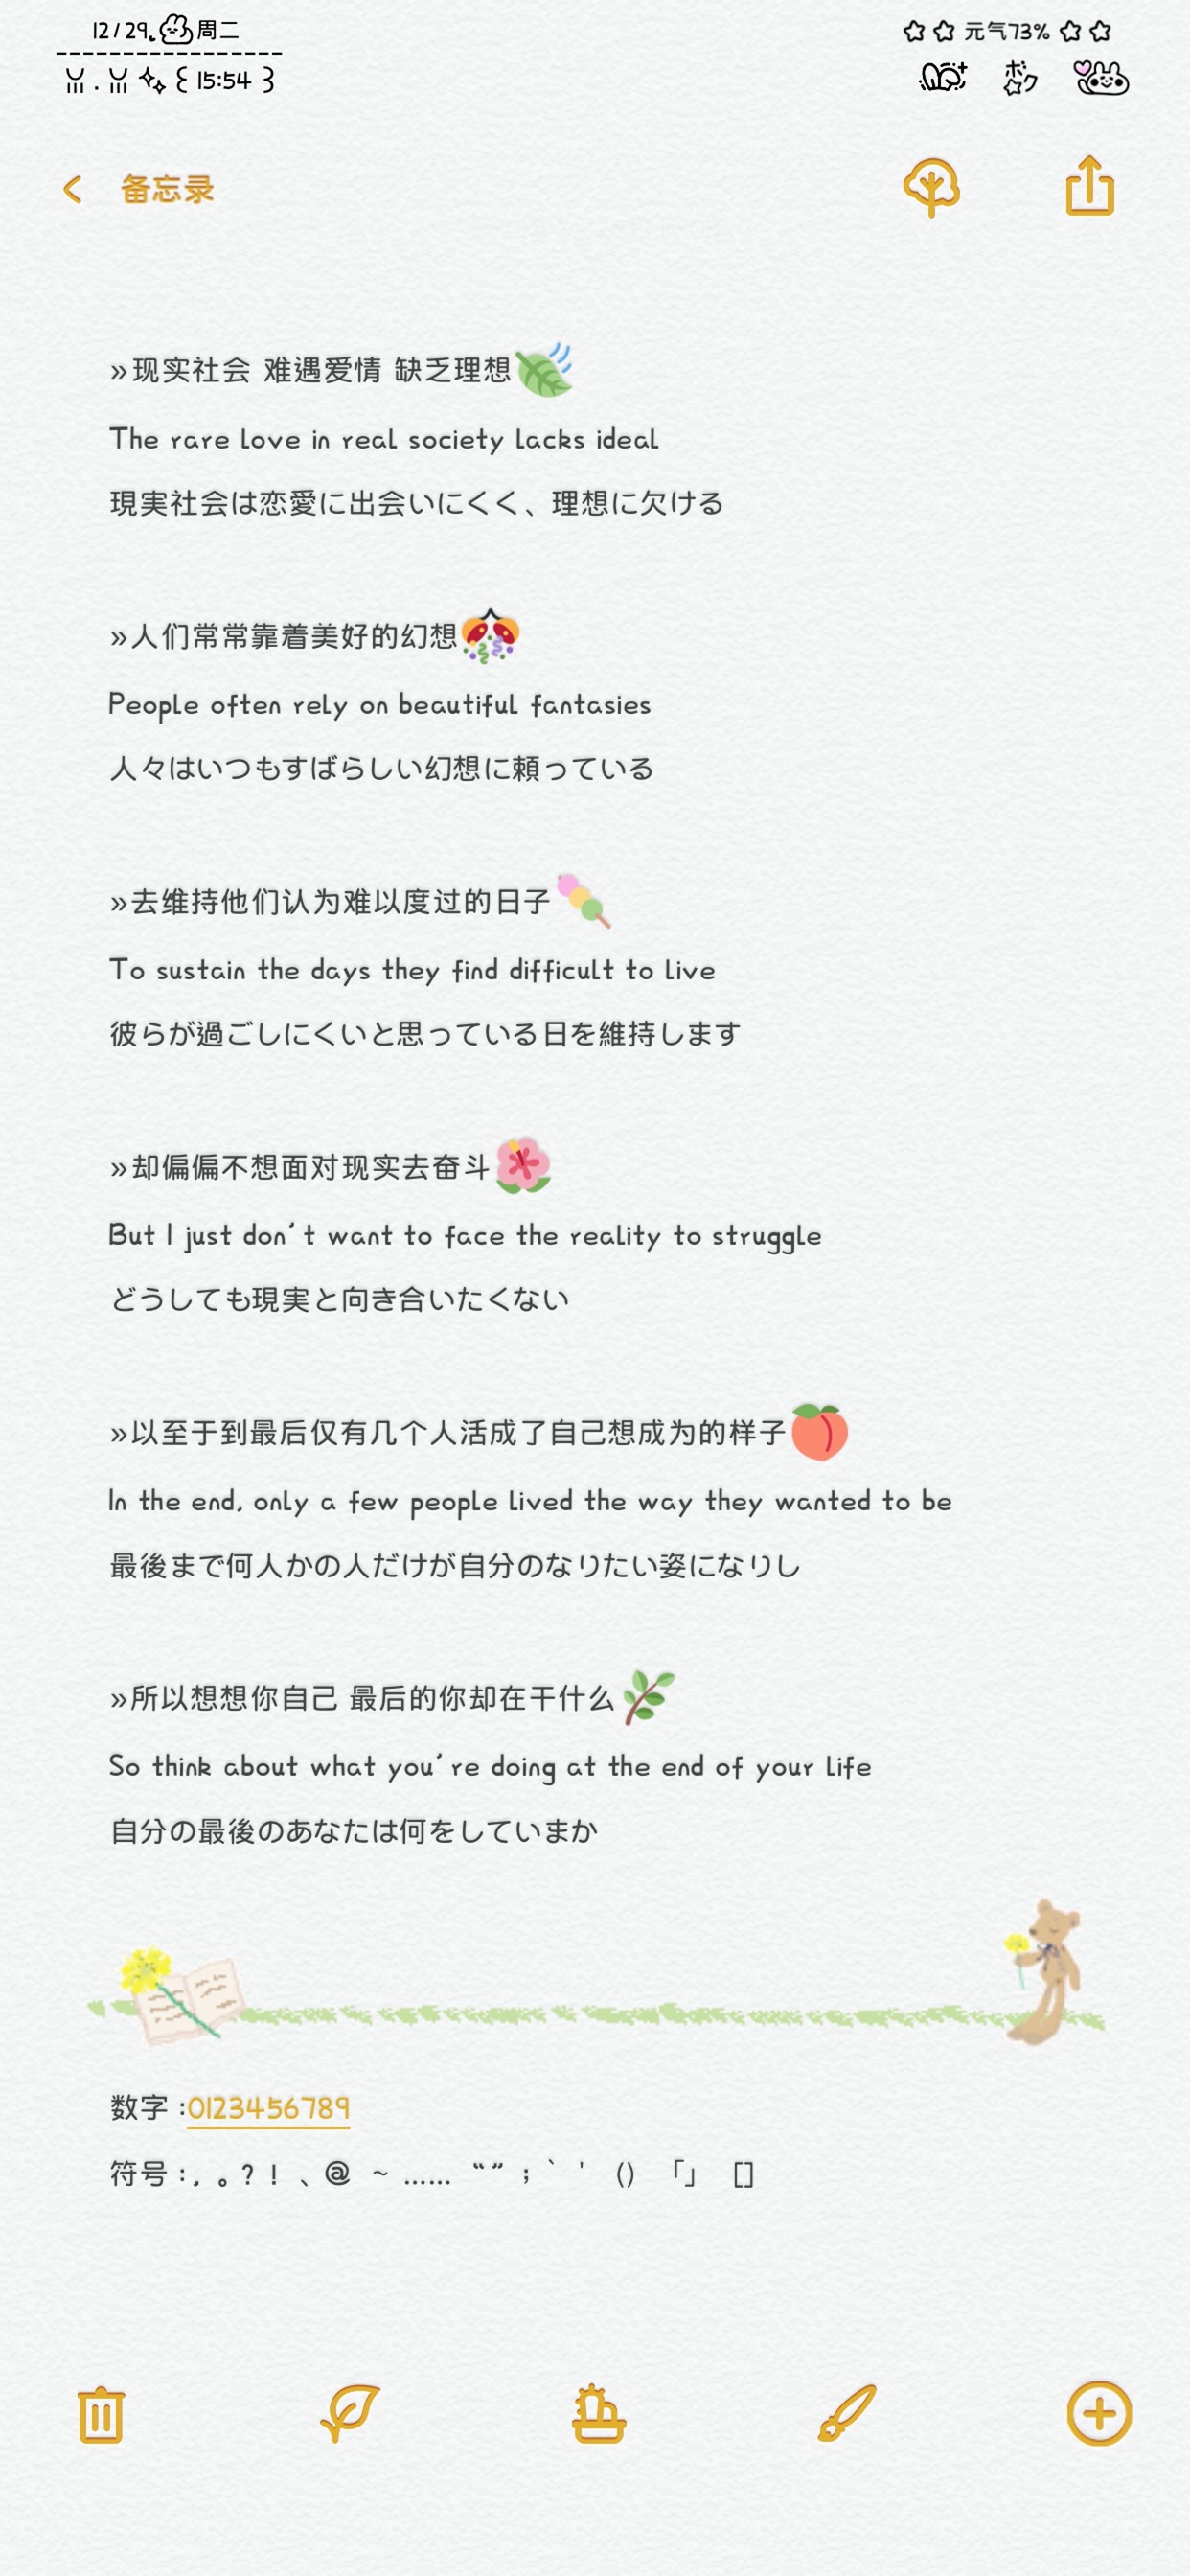 12/29 周二
15:54
元气73%
ボク
备忘录
»现实社会 难遇爱情 缺乏理想
The rare love in real society lacks ideal
現実社会は恋愛に出会いにくく、理想に欠ける
»人们常常靠着美好的幻想
People often rely on beautiful fantasies
人々はいつもすばらしい幻想に頼っている
»去维持他们认为难以度过的日子
To sustain the days they find difficult to live
彼らが過ごしにくいと思っている日を維持します
»却偏偏不想面对现实去奋斗
But I just don't want to face the reality to struggle
どうしても現実と向き合いたくない
»以至于到最后仅有几个人活成了自己想成为的样子
In the end, only a few people lived the way they wanted to be
最後まで何人かの人だけが自分のなりたい姿になりし
»所以想想你自己 最后的你却在干什么
So think about what you're doing at the end of your life
自分の最後のあなたは何をしていまか
数字:0123456789
符号:, 。? ! 、@ ~ …… “” ; ` ' () 「」 []